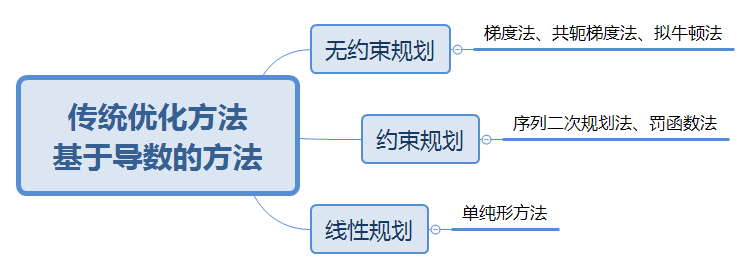 传统优化方法
基于导数的方法
无约束规划
梯度法、共轭梯度法、拟牛顿法
约束规划
序列二次规划法、罚函数法
线性规划
单纯形方法